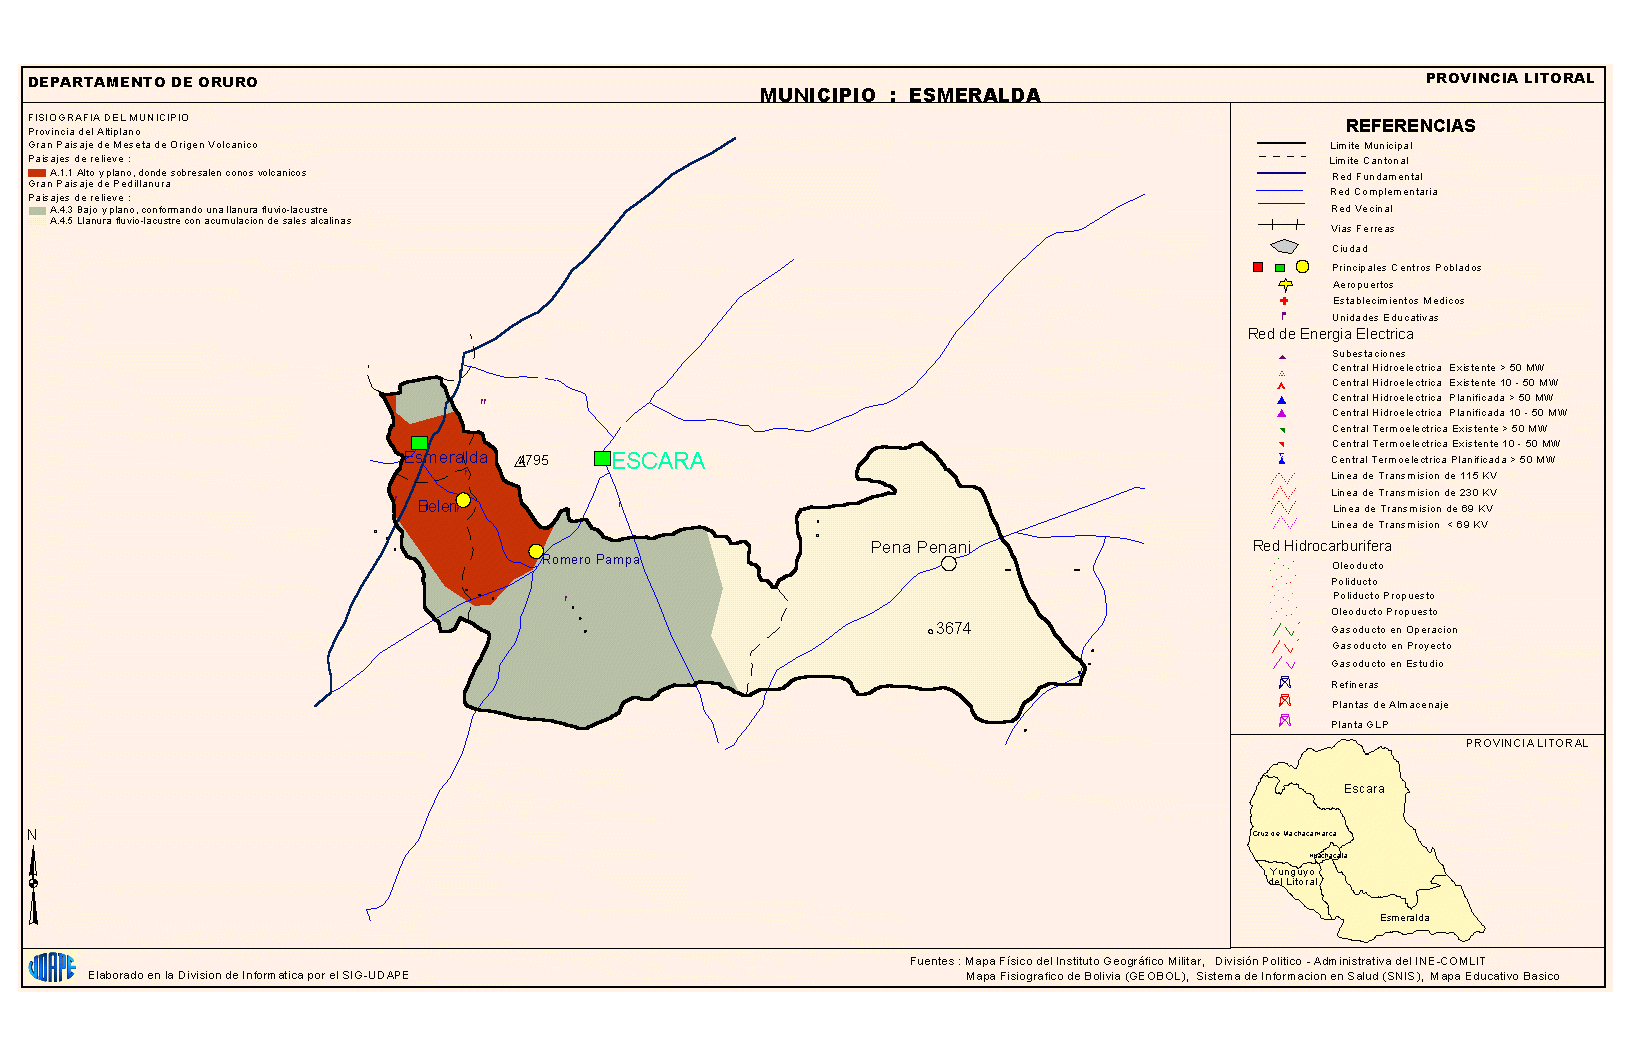 DEPARTAMENTO DE ORURO
PROVINCIA LITORAL
MUNICIPIO : ESMERALDA
FISIOGRAFIA DEL MUNICIPIO
Provincia del Altiplano
Gran Paisaje de Meseta de Origen Volcanico
Paisajes de relieve :
A.1.1 Alto y plano, donde sobresalen conos volcanicos
Gran Paisaje de Pedillanura
Paisajes de relieve :
A.4.3 Bajo y plano, conformando una llanura fluvio-lacustre
A.4.5 Llanura fluvio-lacustre con acumulacion de sales alcalinas
Esmeralda
4795
ESCARA
Belen
Romero Pampa
Pena Penani
3674
REFERENCIAS
Limite Municipal
Limite Cantonal
Red Fundamental
Red Complementaria
Red Vecinal
Vias Ferreas
Ciudad
Principales Centros Poblados
Aeropuertos
Establecimientos Medicos
Unidades Educativas
Red de Energia Electrica
Subestaciones
Central Hidroelectrica Existente > 50 MW
Central Hidroelectrica Existente 10 - 50 MW
Central Hidroelectrica Planificada > 50 MW
Central Hidroelectrica Planificada 10 - 50 MW
Central Termoelectrica Existente > 50 MW
Central Termoelectrica Existente 10 - 50 MW
Central Termoelectrica Planificada > 50 MW
Linea de Transmision de 115 KV
Linea de Transmision de 230 KV
Linea de Transmision de 69 KV
Linea de Transmision < 69 KV
Red Hidrocarburifera
Oleoducto
Poliducto
Poliducto Propuesto
Oleoducto Propuesto
Gasoducto en Operacion
Gasoducto en Proyecto
Gasoducto en Estudio
Refineras
Plantas de Almacenaje
Planta GLP
PROVINCIA LITORAL
Escara
Cruz de Machacamarca
Huachacalla
Yunguyo
del Litoral
Esmeralda
N
UDAPE
Elaborado en la Division de Informatica por el SIG-UDAPE
Fuentes : Mapa Físico del Instituto Geográfico Militar, División Politico - Administrativa del INE-COMLIT
Mapa Fisiografico de Bolivia (GEOBOL), Sistema de Informacion en Salud (SNIS), Mapa Educativo Basico